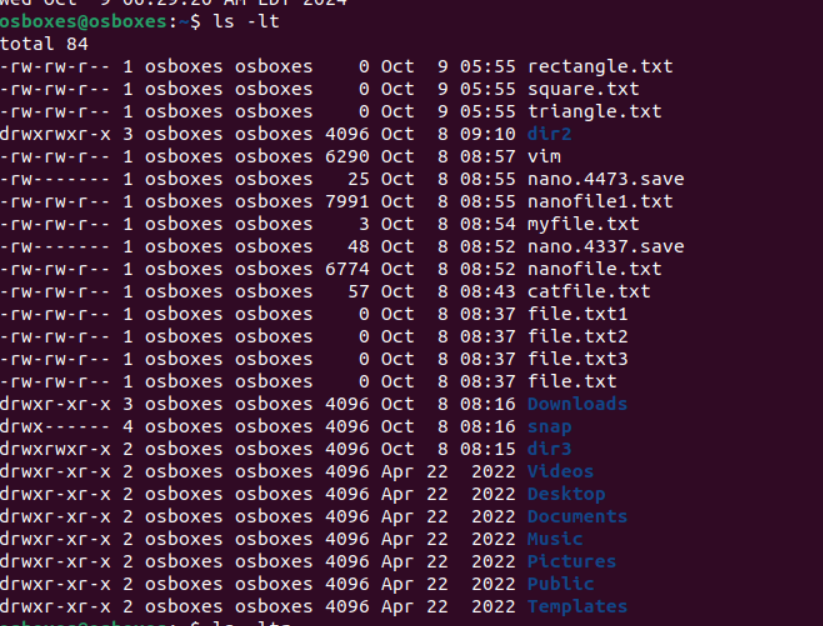 Wed Oct  9 06:29:20 AM EDT 2024
osboxes@osboxes:~$ ls -lt
total 84
-rw-rw-r-- 1 osboxes osboxes    0 Oct  9 05:55 rectangle.txt
-rw-rw-r-- 1 osboxes osboxes    0 Oct  9 05:55 square.txt
-rw-rw-r-- 1 osboxes osboxes    0 Oct  9 05:55 triangle.txt
drwxrwxr-x 3 osboxes osboxes 4096 Oct  8 09:10 dir2
-rw-rw-r-- 1 osboxes osboxes 6290 Oct  8 08:57 vim
-rw------- 1 osboxes osboxes   25 Oct  8 08:55 nano.4473.save
-rw-rw-r-- 1 osboxes osboxes 7991 Oct  8 08:55 nanofile1.txt
-rw-rw-r-- 1 osboxes osboxes    3 Oct  8 08:54 myfile.txt
-rw------- 1 osboxes osboxes   48 Oct  8 08:52 nano.4337.save
-rw-rw-r-- 1 osboxes osboxes 6774 Oct  8 08:52 nanofile.txt
-rw-rw-r-- 1 osboxes osboxes   57 Oct  8 08:43 catfile.txt
-rw-rw-r-- 1 osboxes osboxes    0 Oct  8 08:37 file.txt1
-rw-rw-r-- 1 osboxes osboxes    0 Oct  8 08:37 file.txt2
-rw-rw-r-- 1 osboxes osboxes    0 Oct  8 08:37 file.txt3
-rw-rw-r-- 1 osboxes osboxes    0 Oct  8 08:37 file.txt
drwxr-xr-x 3 osboxes osboxes 4096 Oct  8 08:16 Downloads
drwx------ 4 osboxes osboxes 4096 Oct  8 08:16 snap
drwxrwxr-x 2 osboxes osboxes 4096 Oct  8 08:15 dir3
drwxr-xr-x 2 osboxes osboxes 4096 Apr 22  2022 Videos
drwxr-xr-x 2 osboxes osboxes 4096 Apr 22  2022 Desktop
drwxr-xr-x 2 osboxes osboxes 4096 Apr 22  2022 Documents
drwxr-xr-x 2 osboxes osboxes 4096 Apr 22  2022 Music
drwxr-xr-x 2 osboxes osboxes 4096 Apr 22  2022 Pictures
drwxr-xr-x 2 osboxes osboxes 4096 Apr 22  2022 Public
drwxr-xr-x 2 osboxes osboxes 4096 Apr 22  2022 Templates
osboxes@osboxes:~$ ls -ltr